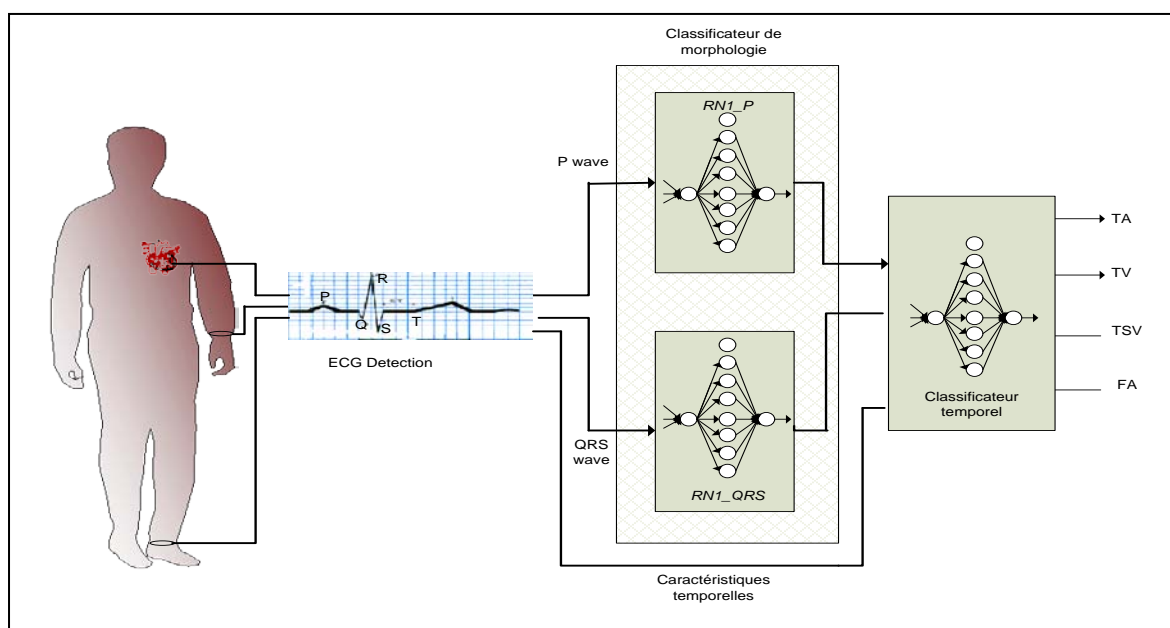 Classificateur de
morphologie
RN1_P
P wave
TA
TV
R
P
Q
S
T
TSV
ECG Detection
FA
Classificateur
temporel
QRS
wave
RN1_QRS
Caractéristiques
temporelles